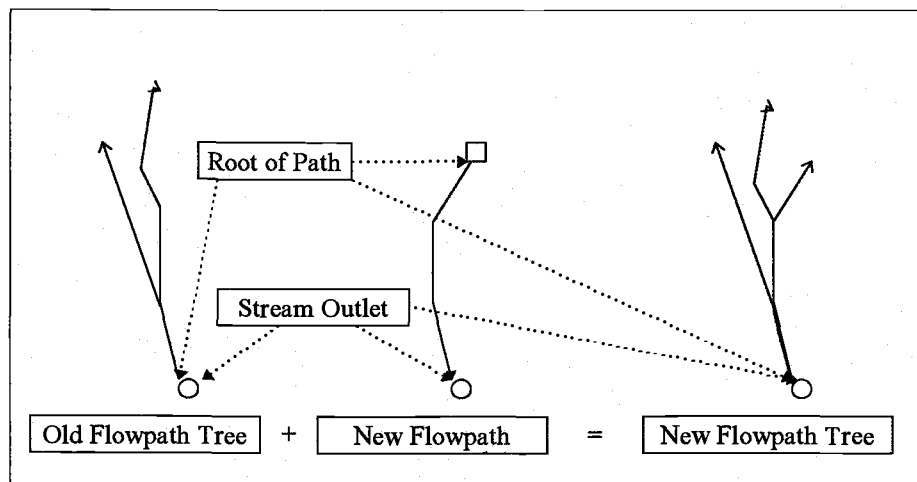 Root of Path
Stream Outlet
Old Flowpath Tree + New Flowpath = New Flowpath Tree